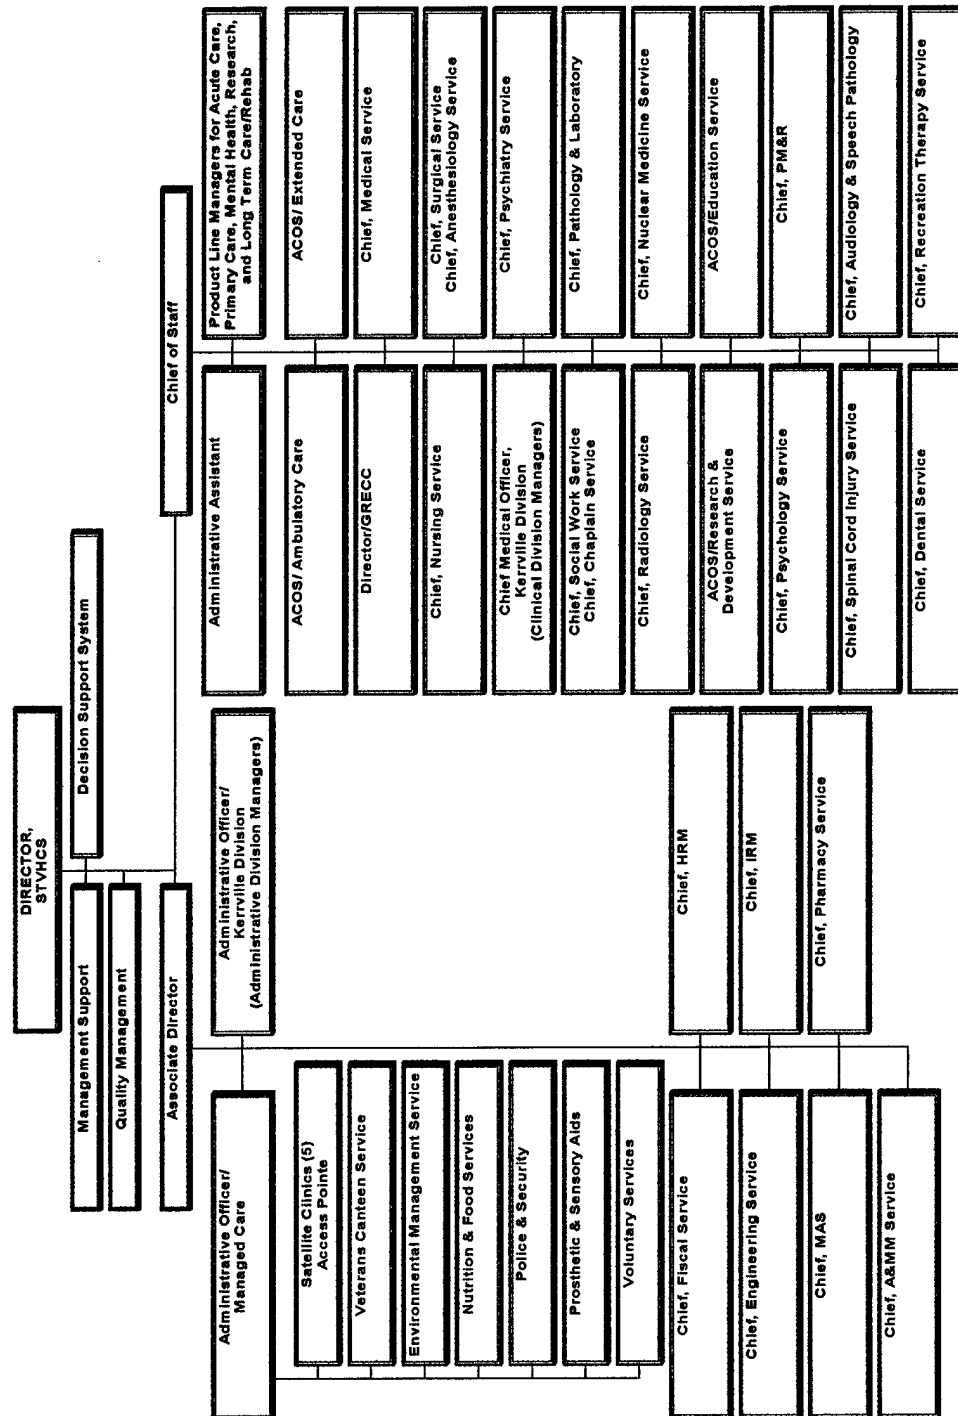 DIRECTOR,
STVHCS
Management Support
Decision Support System
Quality Management
Associate Director
Chief of Staff
Administrative Officer/
Managed Care
Administrative Officer/
Kerrville Division
(Administrative Division Managers)
Satellite Clinics (5)
Access Pointe
Veterans Canteen Service
Environmental Management Service
Nutrition & Food Services
Police & Security
Prosthetic & Sensory Aids
Voluntary Services
Chief, Fiscal Service
Chief, HRM
Chief, Engineering Service
Chief, IRM
Chief, MAS
Chief, Pharmacy Service
Chief, A&MM Service
Administrative Assistant
Product Line Managers for Acute Care,
Primary Care, Mental Health, Research,
and Long Term Care/Rehab
ACOS/ Ambulatory Care
ACOS/ Extended Care
Director/GRECC
Chief, Medical Service
Chief, Nursing Service
Chief, Surgical Service
Chief, Anesthesiology Service
Chief Medical Officer,
Kerrville Division
(Clinical Division Managers)
Chief, Psychiatry Service
Chief, Social Work Service
Chief, Chaplain Service
Chief, Pathology & Laboratory
Chief, Radiology Service
Chief, Nuclear Medicine Service
ACOS/Research &
Development Service
ACOS/Education Service
Chief, Psychology Service
Chief, PM&R
Chief, Spinal Cord Injury Service
Chief, Audiology & Speech Pathology
Chief, Dental Service
Chief, Recreation Therapy Service